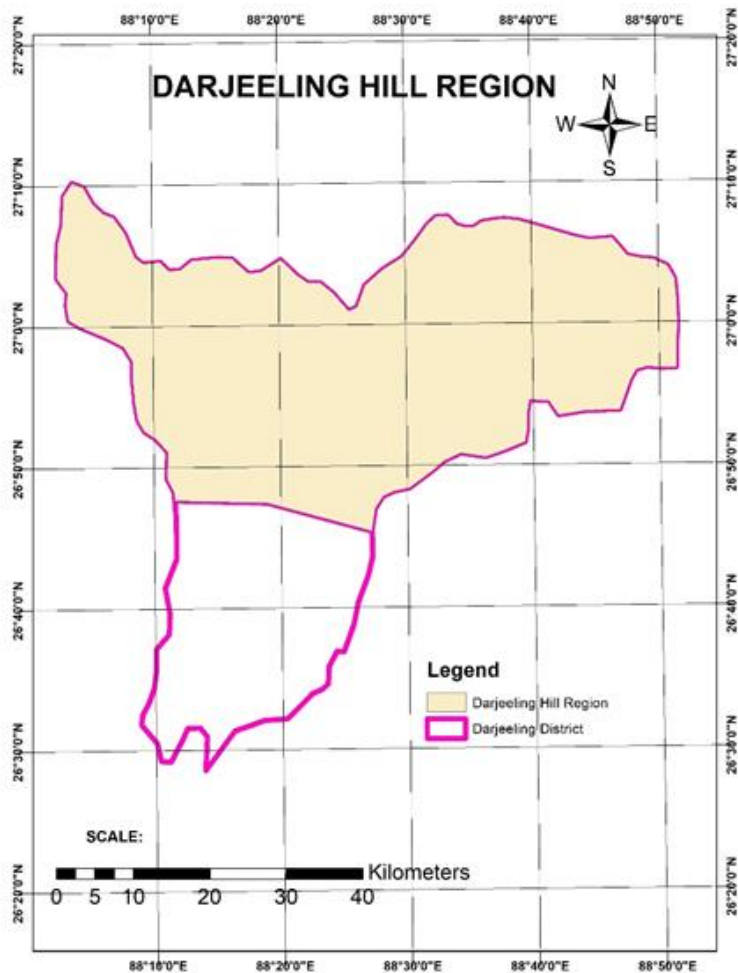 88°10'0"E 88°20'0"E 88°30'0"E 88°40'0"E 88°50'0"E
27°20'0"N 27°20'0"N
DARJEELING HILL REGION
N
W E
S
27°10'0"N 27°10'0"N
27°0'0"N 27°0'0"N
26°50'0"N 26°50'0"N
26°40'0"N 26°40'0"N
Legend
Darjeeling Hill Region
Darjeeling District
26°30'0"N 26°30'0"N
SCALE:
Kilometers
0 5 10 20 30 40
26°20'0"N 26°20'0"N
88°10'0"E 88°20'0"E 88°30'0"E 88°40'0"E 88°50'0"E